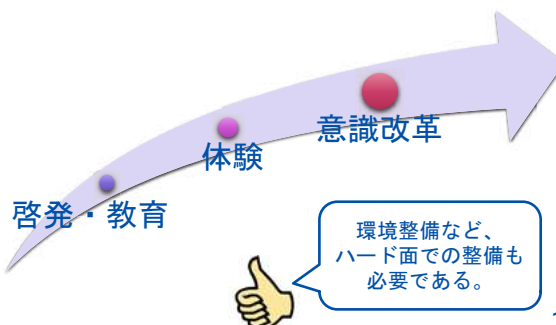 意識改革
体験
啓発・教育
環境整備など、
ハード面での整備も
必要である。